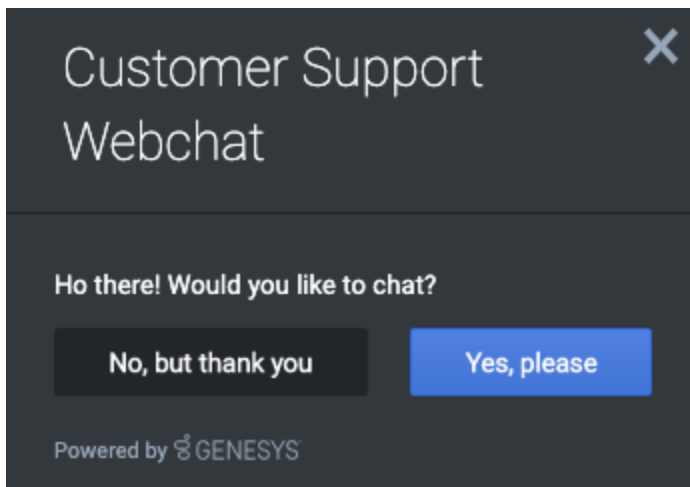 Customer Support
Webchat
Ho there! Would you like to chat?
No, but thank you
Yes, please
Powered by GENESYS